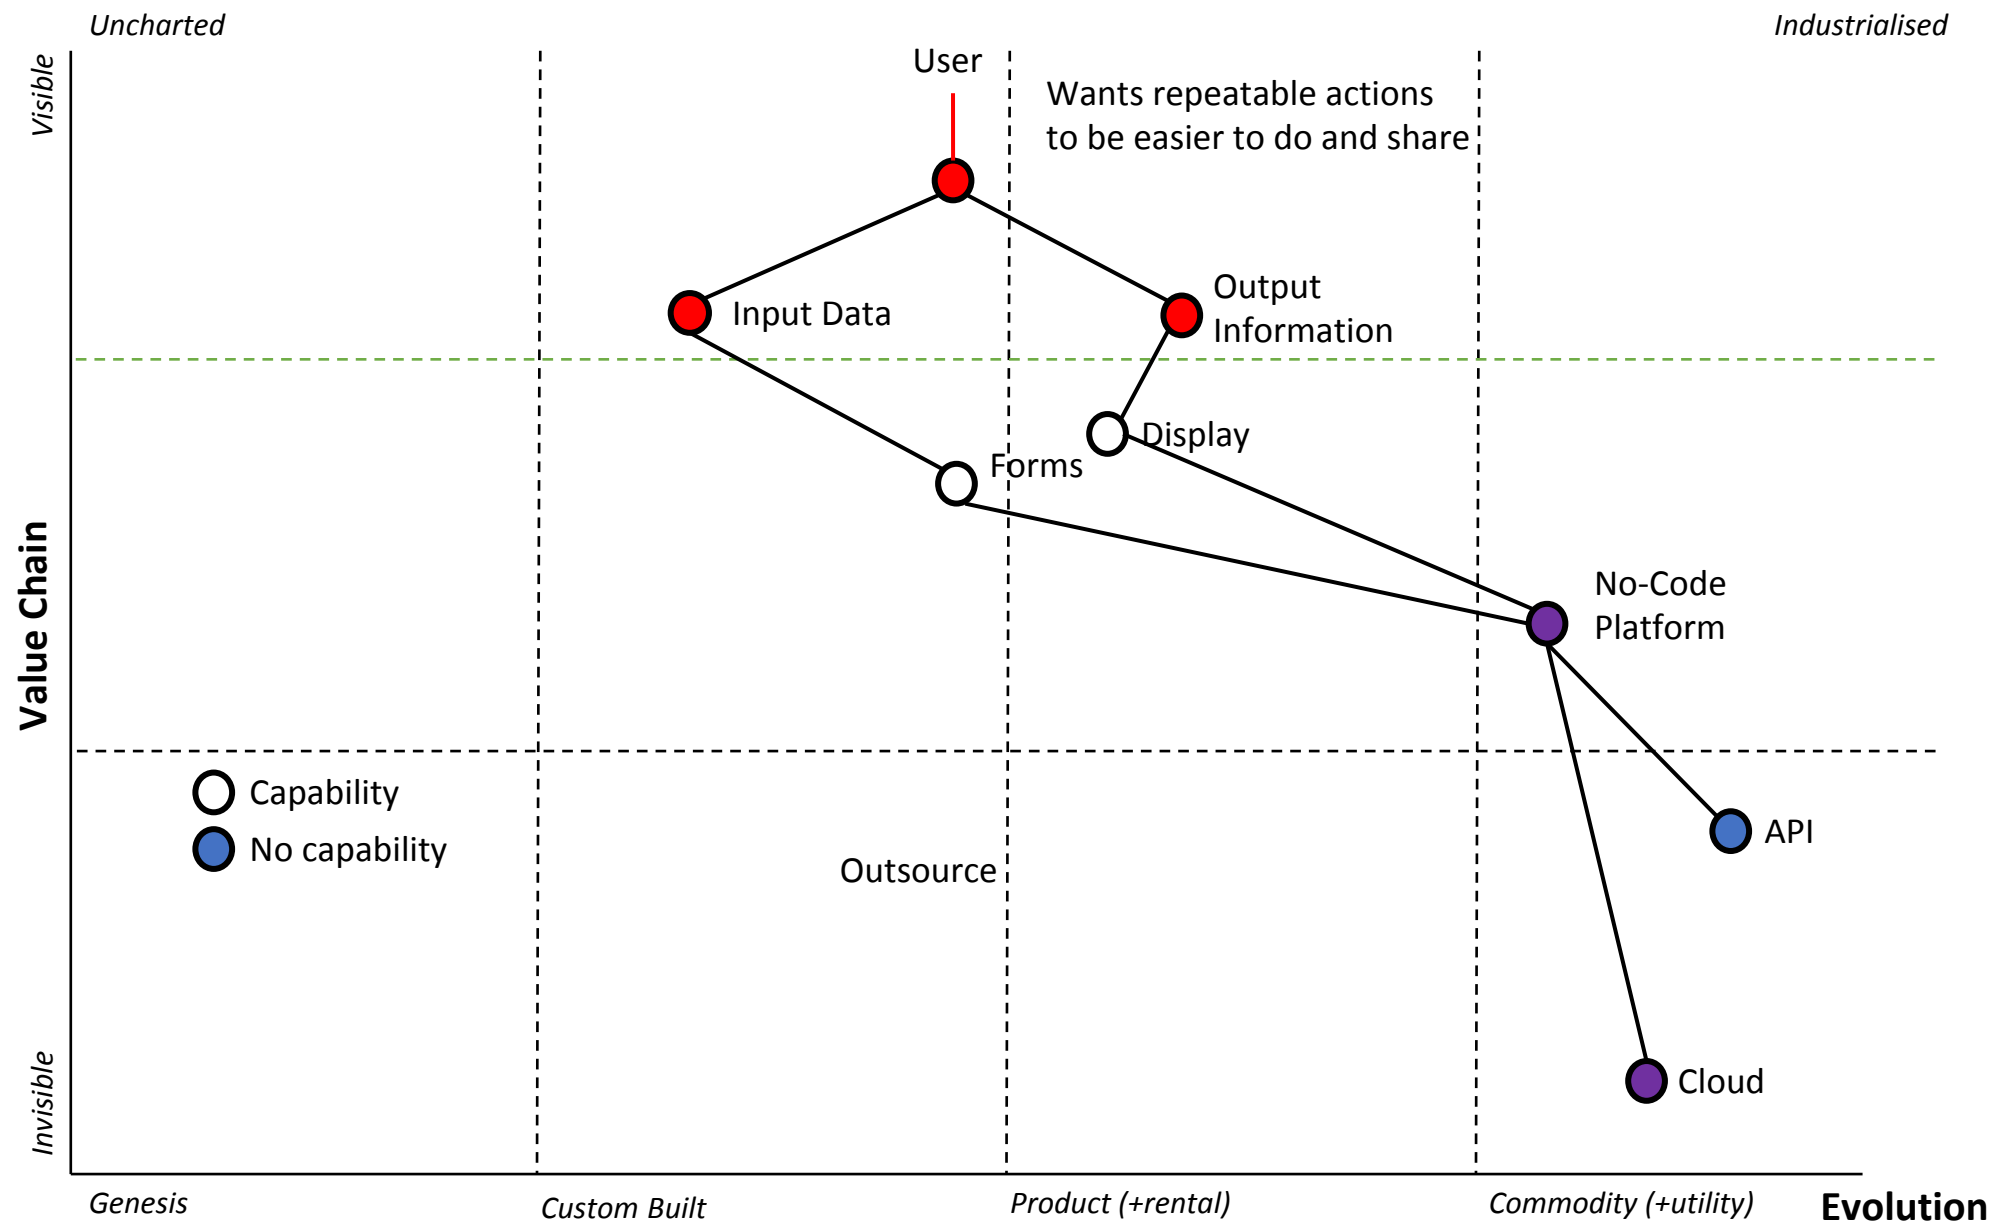 Uncharted
Industrialised
Visible
User
Wants repeatable actions
to be easier to do and share
Input Data
Output
Information
Display
Forms
Value Chain
No-Code
Platform
Capability
No capability
Outsource
API
Cloud
Invisible
Genesis
Custom Built
Product (+rental)
Commodity (+utility)
Evolution